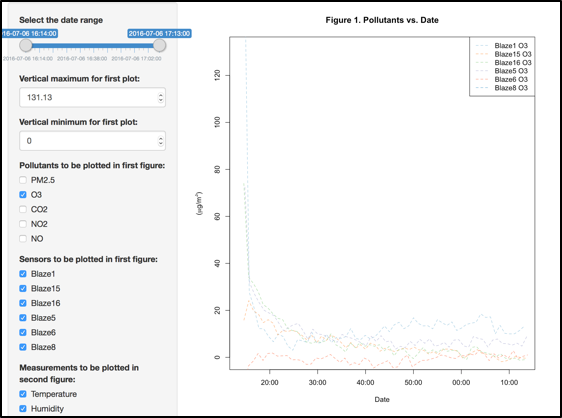 Select the date range
16-07-06 16:14:00
2016-07-06 17:13:00
2016-07-06 16:14:00
2016-07-06 16:38:00
2016-07-06 17:02:00
Vertical maximum for first plot:
131.13
Vertical minimum for first plot:
0
Pollutants to be plotted in first figure:
PM2.5
O3
CO2
NO2
NO
Sensors to be plotted in first figure:
Blaze1
Blaze15
Blaze16
Blaze5
Blaze6
Blaze8
Measurements to be plotted in
second figure:
Temperature
Humidity
Figure 1. Pollutants vs. Date
Blaze1 O3
Blaze15 O3
Blaze16 O3
Blaze5 O3
Blaze6 O3
Blaze8 O3
120
100
80
60
40
20
0
(μg/m³)
20:00
30:00
40:00
50:00
00:00
10:00
Date